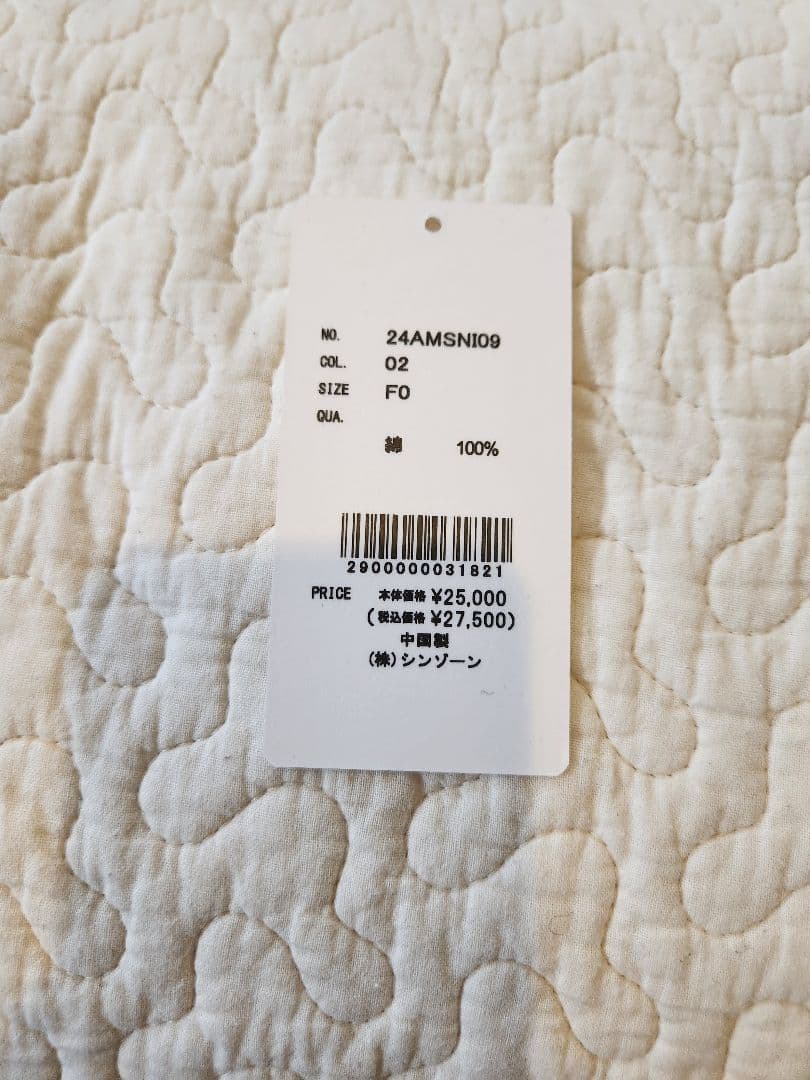 NO. 24AMSNI09
COL. 02
SIZE F0
QUA.
綿 100%
2900000031821
PRICE 本体価格 ¥25,000
(税込価格 ¥27,500)
中国製
(株)シンゾーン